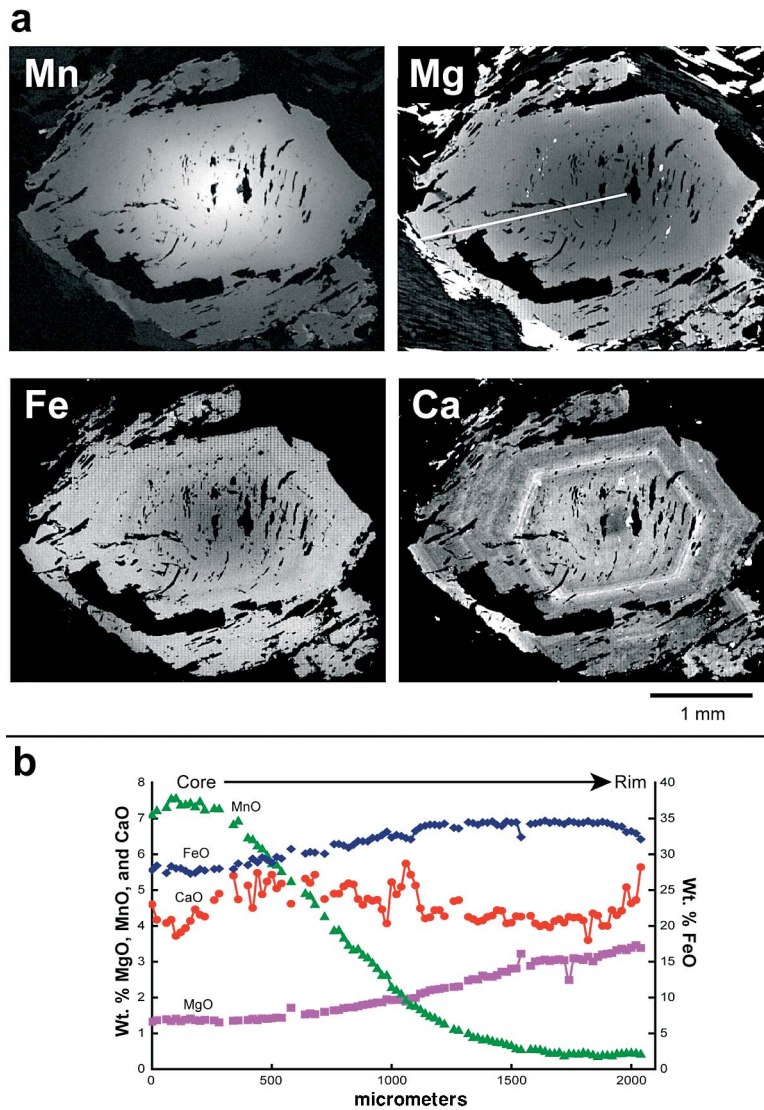 a
Mn
Mg
Fe
Ca
1 mm
b
Core
Rim
MnO
FeO
CaO
MgO
Wt. % MgO, MnO, and CaO
8
7
6
5
4
3
2
1
0
Wt. % FeO
40
35
30
25
20
15
10
5
0
0 500 1000 1500 2000
micrometers